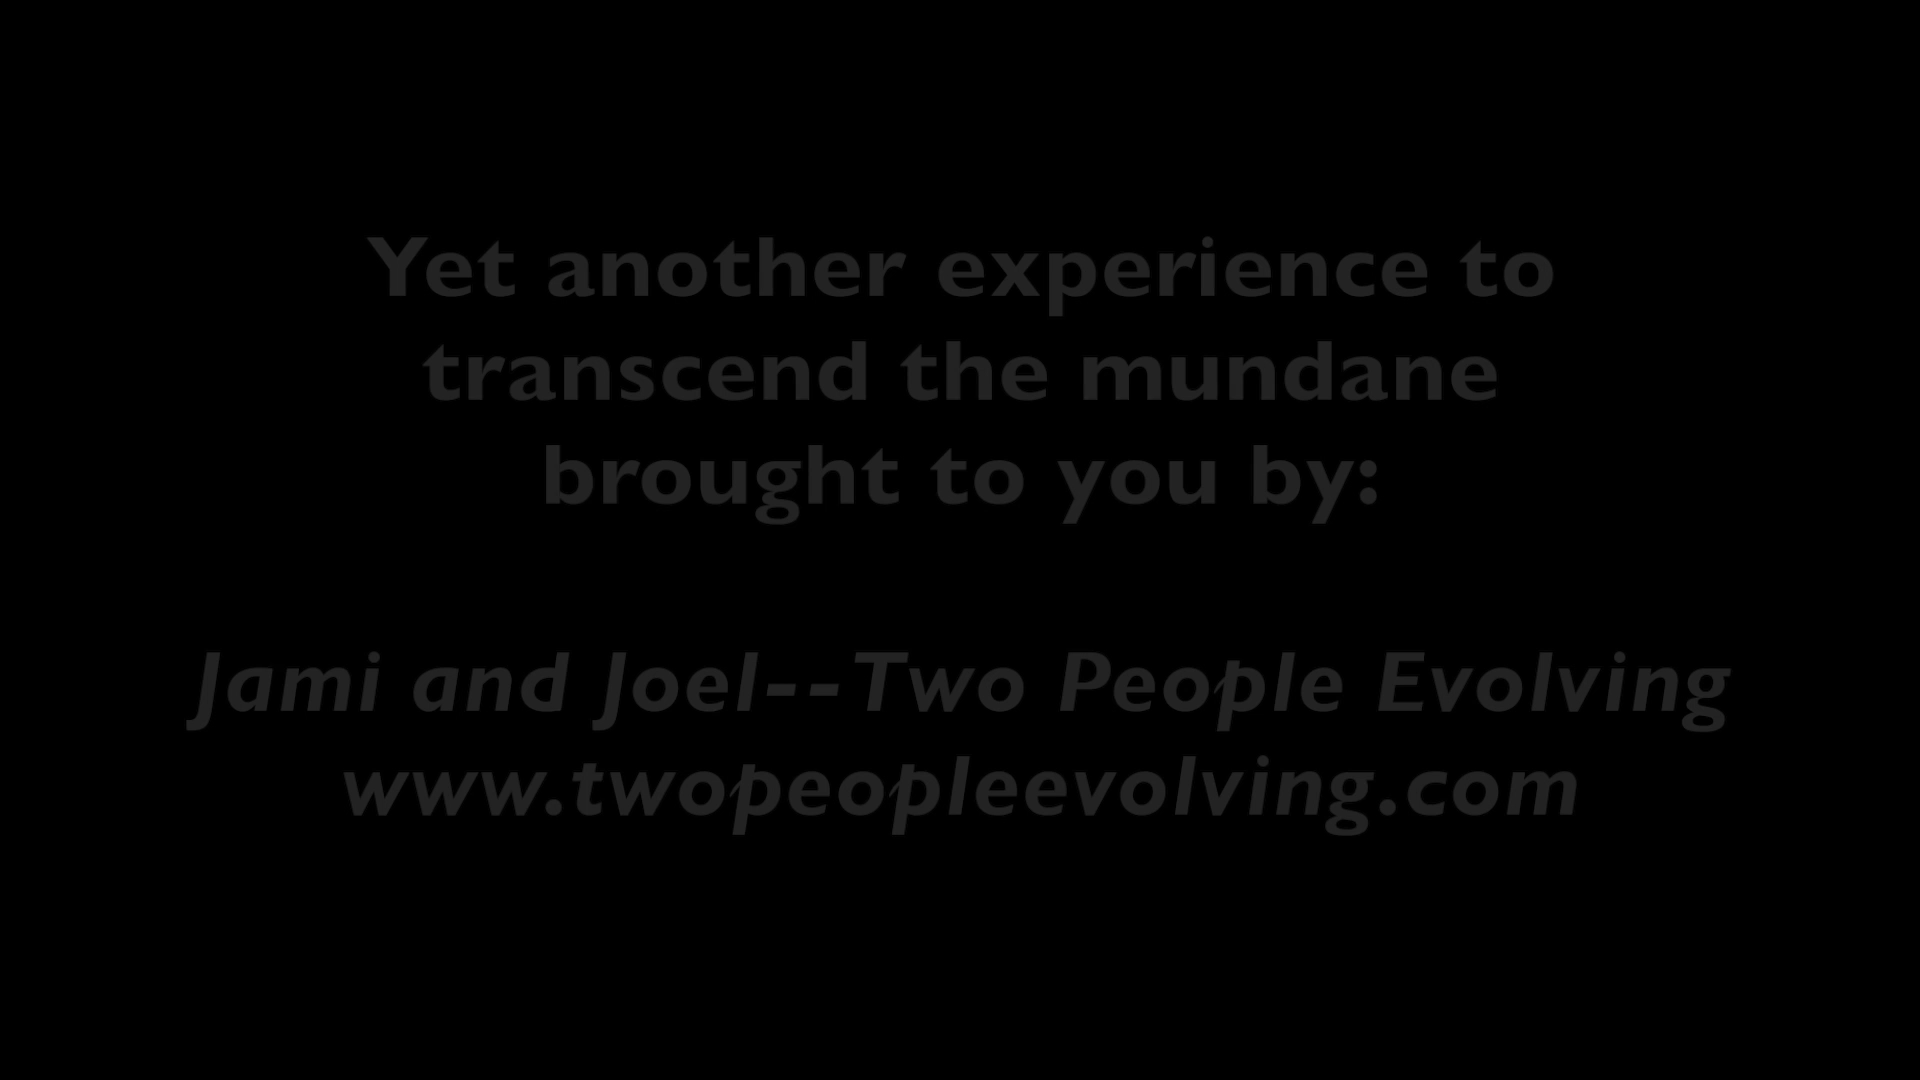 Yet another experience to
transcend the mundane
brought to you by:
Jami and Joel--Two People Evolving
www.twopeopleevolving.com